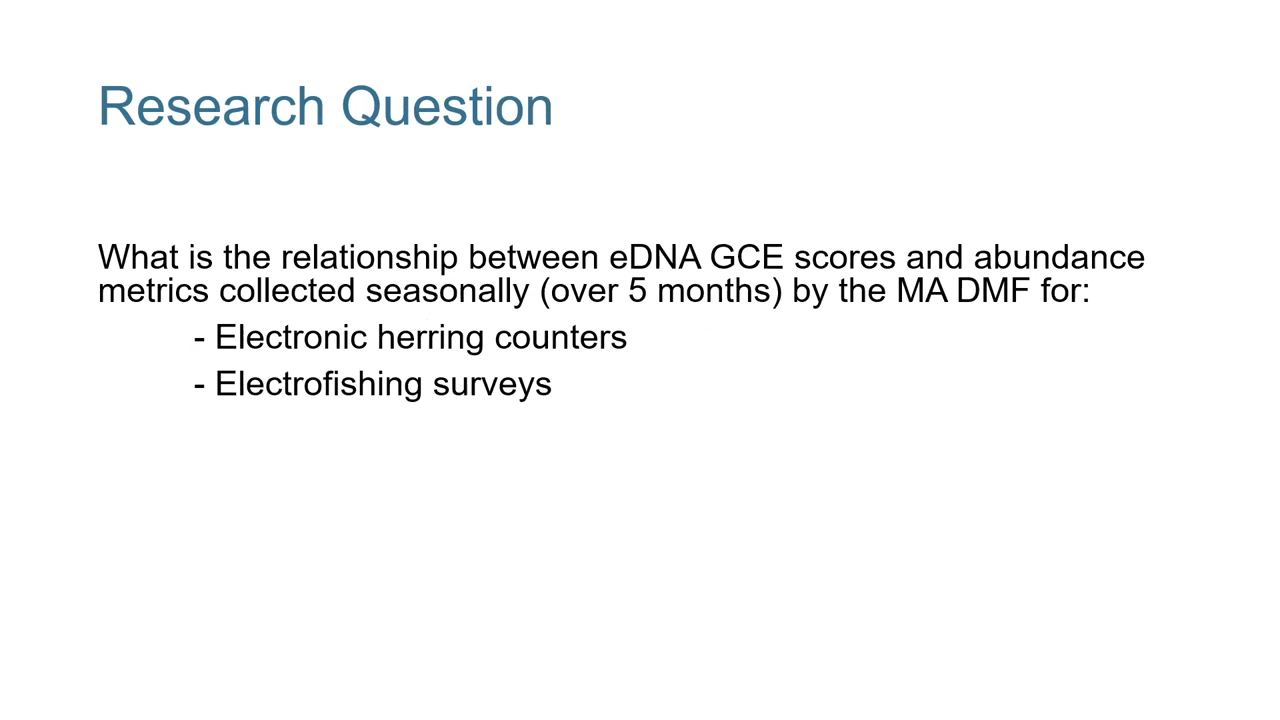 Research Question
What is the relationship between eDNA GCE scores and abundance
metrics collected seasonally (over 5 months) by the MA DMF for:
- Electronic herring counters
- Electrofishing surveys